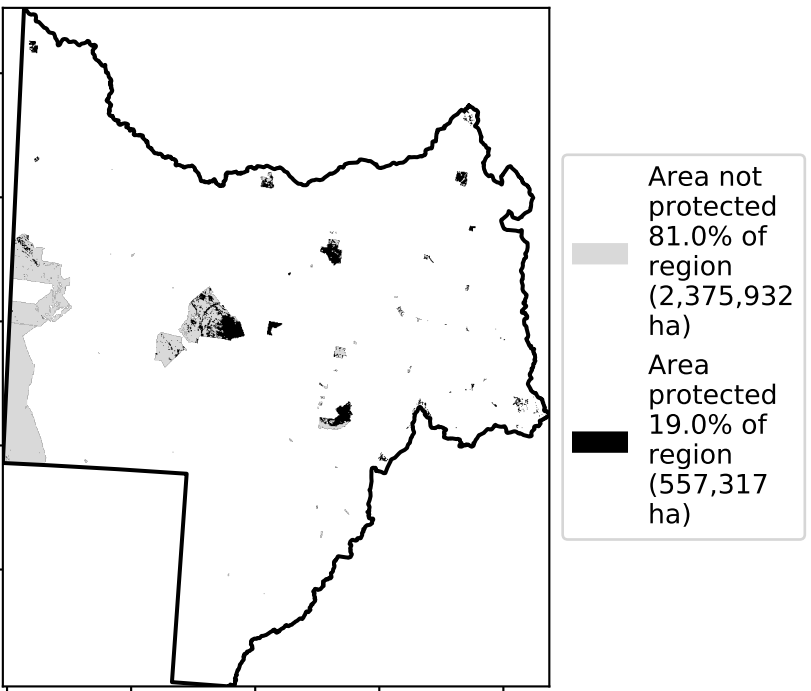 Area not
protected
81.0% of
region
(2,375,932
ha)
Area
protected
19.0% of
region
(557,317
ha)